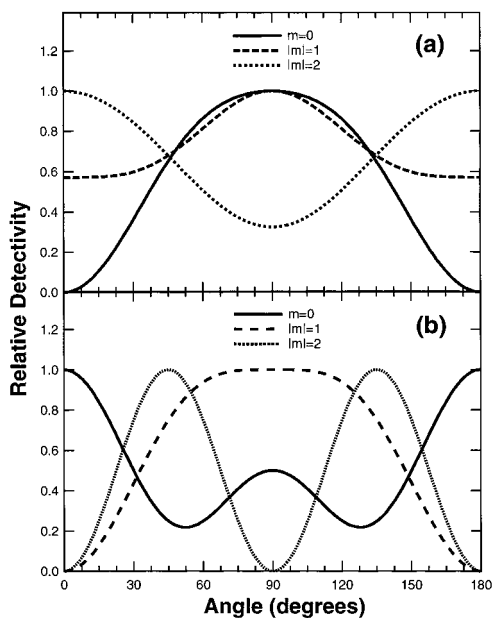 m=0
|m|=1
|m|=2
(a)
1.2
1.0
0.8
0.6
0.4
0.2
0.0
Relative Detectivity
m=0
|m|=1
|m|=2
(b)
1.2
1.0
0.8
0.6
0.4
0.2
0.0
0 30 60 90 120 150 180
Angle (degrees)